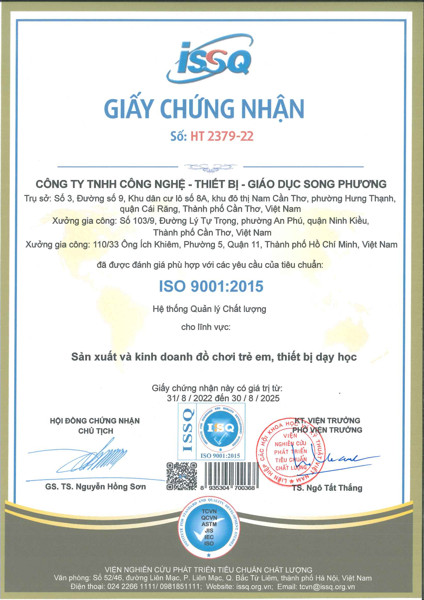 ISSQ
GIẤY CHỨNG NHẬN
Số: HT 2379-22
CÔNG TY TNHH CÔNG NGHỆ - THIẾT BỊ - GIÁO DỤC SONG PHƯƠNG
Trụ sở: Số 3, Đường số 9, Khu dân cư lô số 8A, khu đô thị Nam Cần Thơ, phường Hưng Thạnh,
quận Cái Răng, Thành phố Cần Thơ, Việt Nam
Xưởng gia công: Số 103/9, Đường Lý Tự Trọng, phường An Phú, quận Ninh Kiều,
Thành phố Cần Thơ, Việt Nam
Xưởng gia công: 110/33 Ông Ích Khiêm, Phường 5, Quận 11, Thành phố Hồ Chí Minh, Việt Nam
đã được đánh giá phù hợp với các yêu cầu của tiêu chuẩn:
ISO 9001:2015
Hệ thống Quản lý Chất lượng
cho lĩnh vực:
Sản xuất và kinh doanh đồ chơi trẻ em, thiết bị dạy học
Giấy chứng nhận này có giá trị từ:
31/ 8 / 2022 đến 30 / 8 / 2025
HỘI ĐỒNG CHỨNG NHẬN
CHỦ TỊCH
GS. TS. Nguyễn Hồng Sơn
ISSQ
ISSQ
ISO 9001:2015
8 935364 700368
KT. VIỆN TRƯỞNG
PHÓ VIỆN TRƯỞNG
VIỆN
NGHIÊN CỨU
PHÁT TRIỂN
TIÊU CHUẨN
CHẤT LƯỢNG
TS. Ngô Tất Thắng
TCVN
QCVN
ASTM
JIS
IEC
ISO
VIỆN NGHIÊN CỨU PHÁT TRIỂN TIÊU CHUẨN CHẤT LƯỢNG
Văn phòng: Số 52/46, đường Liên Mạc, P. Liên Mạc, Q. Bắc Từ Liêm, thành phố Hà Nội, Việt Nam
Điện thoại: 024 2266 1111/ 0981851111; Website: issq.org.vn; Email: tcvn@issq.org.vn